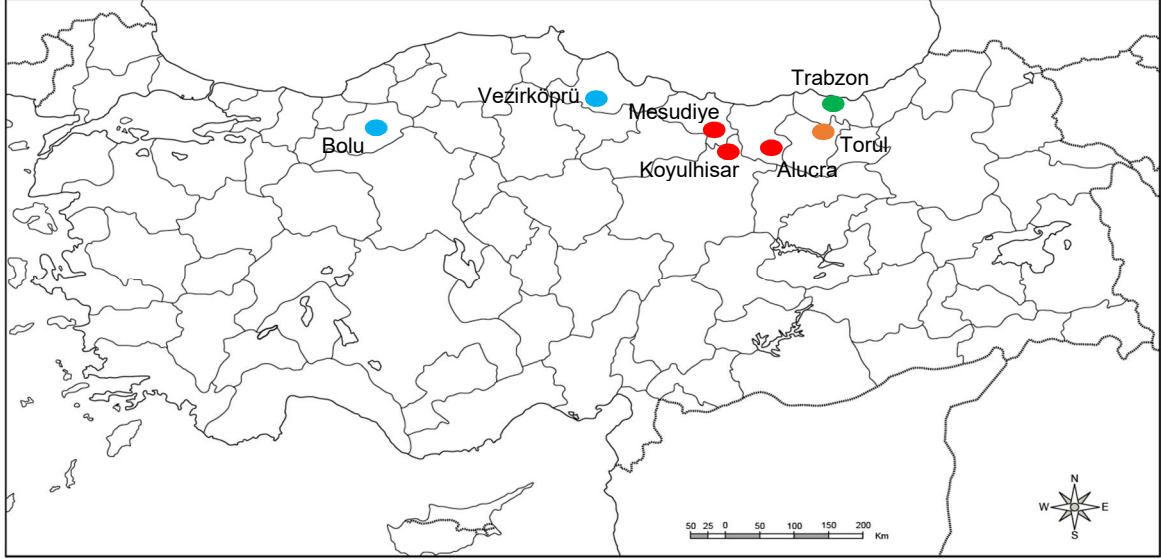 Trabzon
Vezirköprü
Mesudiye
Bolu
Torul
Koyulhisar
Alucra
N
W
E
S
50 25 0 50 100 150 200
Km